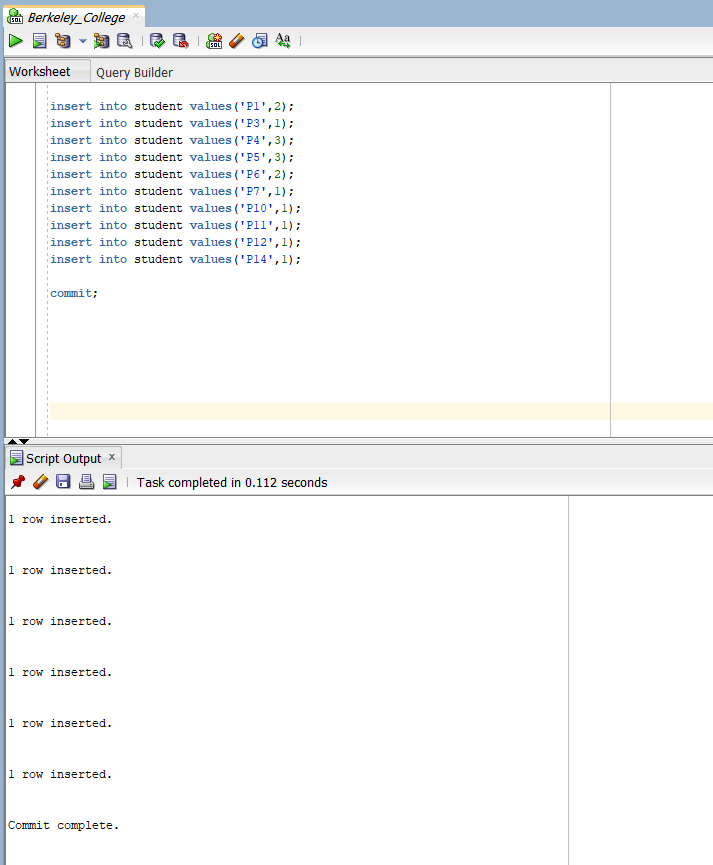 Berkeley_College
Worksheet Query Builder
insert into student values('P1',2);
insert into student values('P3',1);
insert into student values('P4',3);
insert into student values('P5',3);
insert into student values('P6',2);
insert into student values('P7',1);
insert into student values('P10',1);
insert into student values('P11',1);
insert into student values('P12',1);
insert into student values('P14',1);
commit;
Script Output x
Task completed in 0.112 seconds
1 row inserted.
1 row inserted.
1 row inserted.
1 row inserted.
1 row inserted.
1 row inserted.
Commit complete.